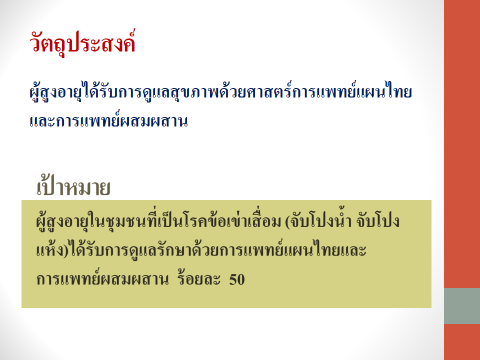 วัตถุประสงค์
ผู้สูงอายุได้รับการดูแลสุขภาพด้วยศาสตร์การแพทย์แผนไทย
และการแพทย์ผสมผสาน
เป้าหมาย
ผู้สูงอายุในชุมชนที่เป็นโรคข้อเข่าเสื่อม (จับโปงน้ำ จับโปง
แห้ง)ได้รับการดูแลรักษาด้วยการแพทย์แผนไทยและ
การแพทย์ผสมผสาน ร้อยละ 50